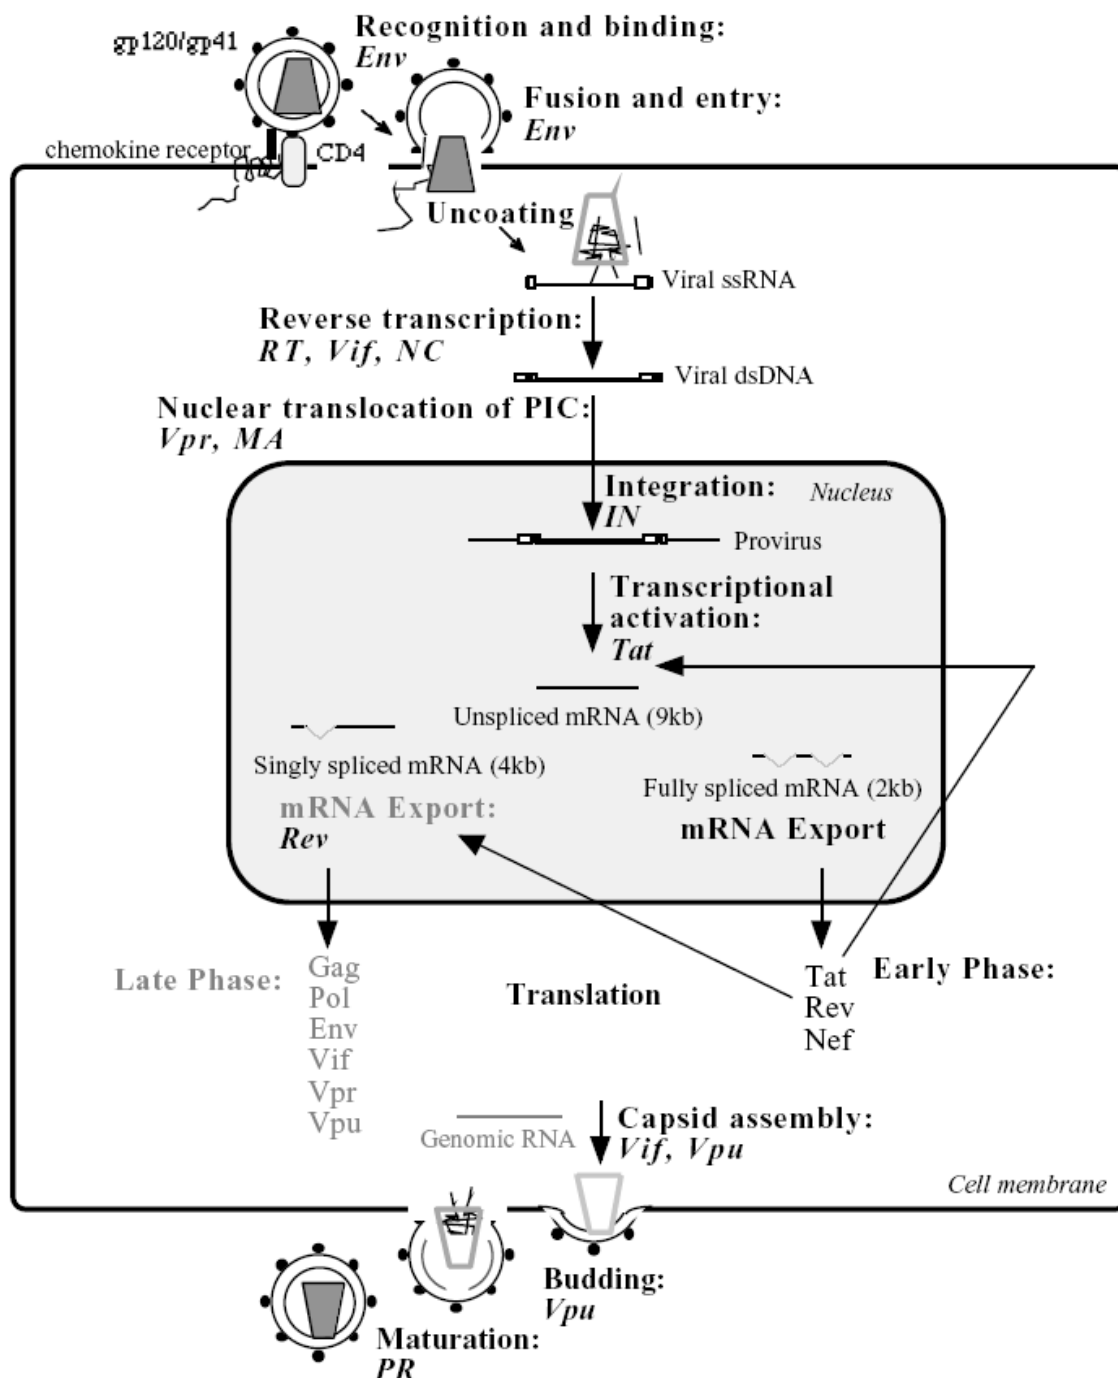 gp120/gp41
Recognition and binding:
Env
Fusion and entry:
Env
chemokine receptor
CD4
Uncoating
Viral ssRNA
Reverse transcription:
RT, Vif, NC
Viral dsDNA
Nuclear translocation of PIC:
Vpr, MA
Integration:
IN
Nucleus
Provirus
Transcriptional
activation:
Tat
Unspliced mRNA (9kb)
Singly spliced mRNA (4kb)
Fully spliced mRNA (2kb)
mRNA Export:
Rev
mRNA Export
Late Phase:
Gag
Pol
Env
Vif
Vpr
Vpu
Translation
Tat
Rev
Nef
Early Phase:
Genomic RNA
Capsid assembly:
Vif, Vpu
Cell membrane
Budding:
Vpu
Maturation:
PR